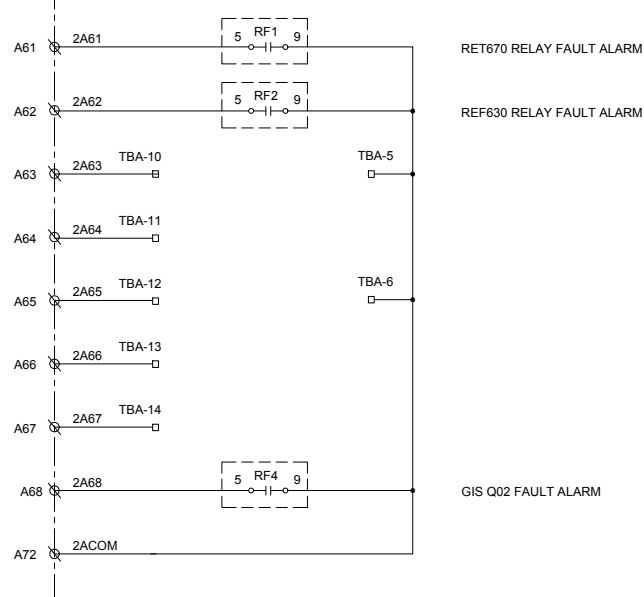 A61 2A61 5 RF1 9 RET670 RELAY FAULT ALARM
A62 2A62 5 RF2 9 REF630 RELAY FAULT ALARM
A63 2A63 TBA-10 TBA-5
A64 2A64 TBA-11
A65 2A65 TBA-12 TBA-6
A66 2A66 TBA-13
A67 2A67 TBA-14
A68 2A68 5 RF4 9 GIS Q02 FAULT ALARM
A72 2ACOM